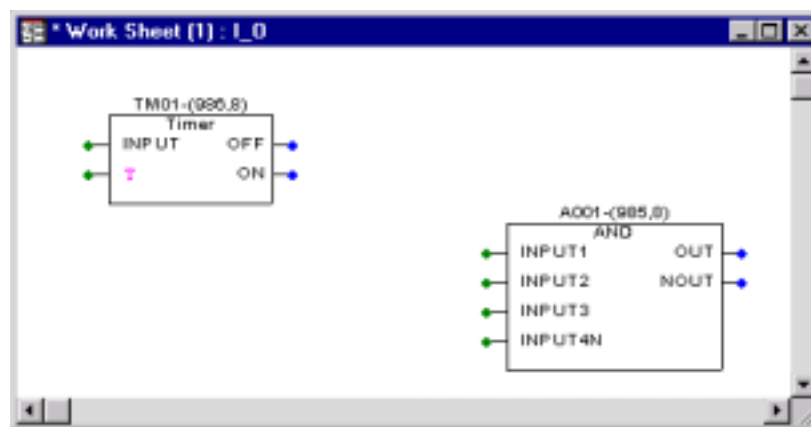 * Work Sheet (1) : I_0
TM01-(986,8)
Timer
INPUT OFF
T ON
A001-(985,8)
AND
INPUT1 OUT
INPUT2 NOUT
INPUT3
INPUT4N